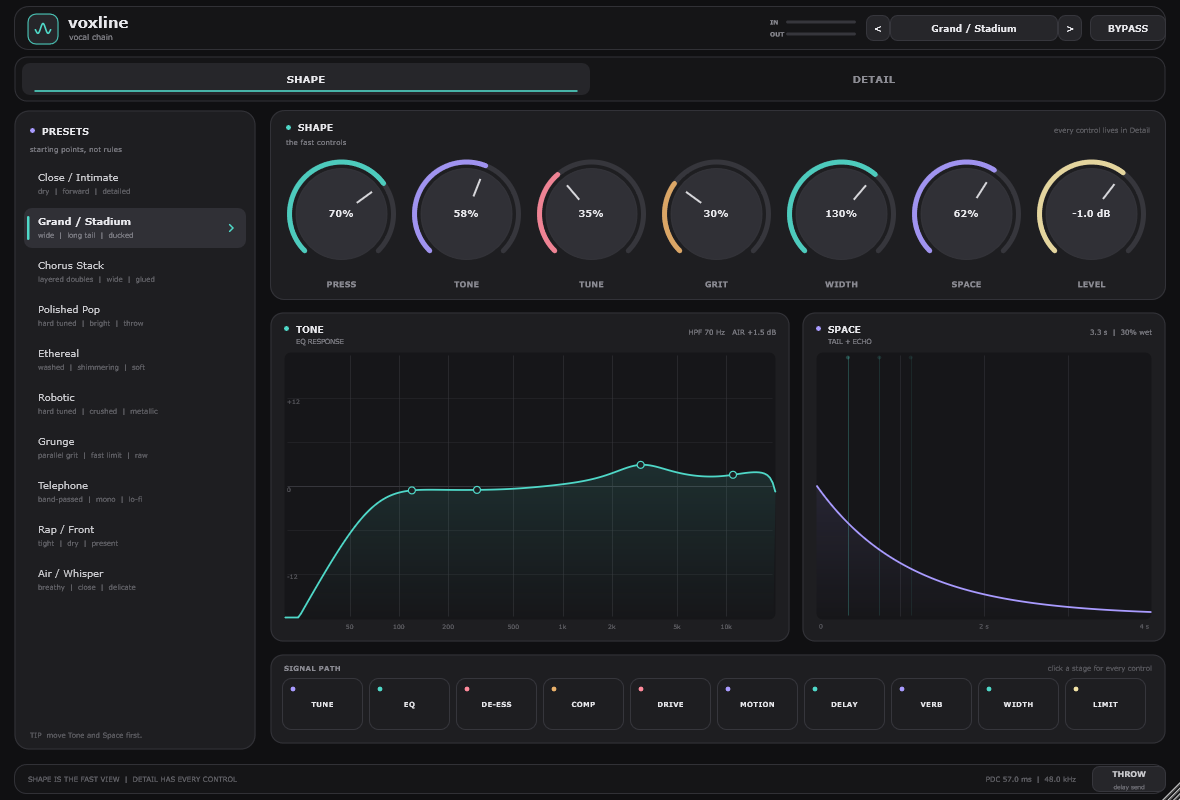 voxline
vocal chain
IN
OUT
<
Grand / Stadium
>
BYPASS
SHAPE
DETAIL
PRESETS
starting points, not rules
Close / Intimate
dry | forward | detailed
Grand / Stadium
wide | long tail | ducked
Chorus Stack
layered doubles | wide | glued
Polished Pop
hard tuned | bright | throw
Ethereal
washed | shimmering | soft
Robotic
hard tuned | crushed | metallic
Grunge
parallel grit | fast limit | raw
Telephone
band-passed | mono | lo-fi
Rap / Front
tight | dry | present
Air / Whisper
breathy | close | delicate
TIP move Tone and Space first.
SHAPE
the fast controls
every control lives in Detail
70%
58%
35%
30%
130%
62%
-1.0 dB
PRESS
TONE
TUNE
GRIT
WIDTH
SPACE
LEVEL
TONE
EQ RESPONSE
HPF 70 Hz AIR +1.5 dB
+12
0
-12
50
100
200
500
1k
2k
5k
10k
SPACE
TAIL + ECHO
3.3 s | 30% wet
0
2 s
4 s
SIGNAL PATH
click a stage for every control
TUNE
EQ
DE-ESS
COMP
DRIVE
MOTION
DELAY
VERB
WIDTH
LIMIT
SHAPE IS THE FAST VIEW | DETAIL HAS EVERY CONTROL
PDC 57.0 ms | 48.0 kHz
THROW
delay send